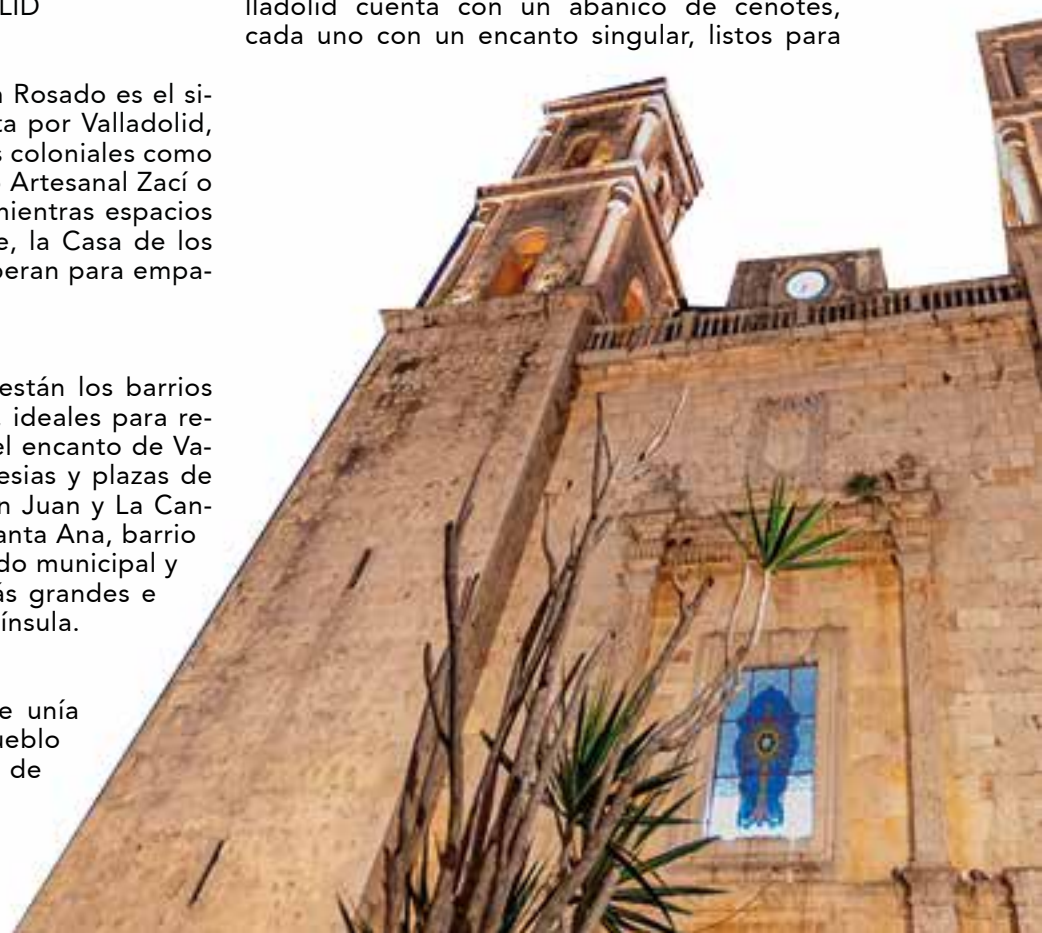 LID
n Rosado es el si-
ta por Valladolid,
s coloniales como
Artesanal Zací o
mientras espacios
e, la Casa de los
peran para empa-
están los barrios
ideales para re-
el encanto de Va-
esias y plazas de
n Juan y La Can-
anta Ana, barrio
do municipal y
ás grandes e
ínsula.
e unía
ueblo
de
lladolid cuenta con un abanico de cenotes,
cada uno con un encanto singular, listos para